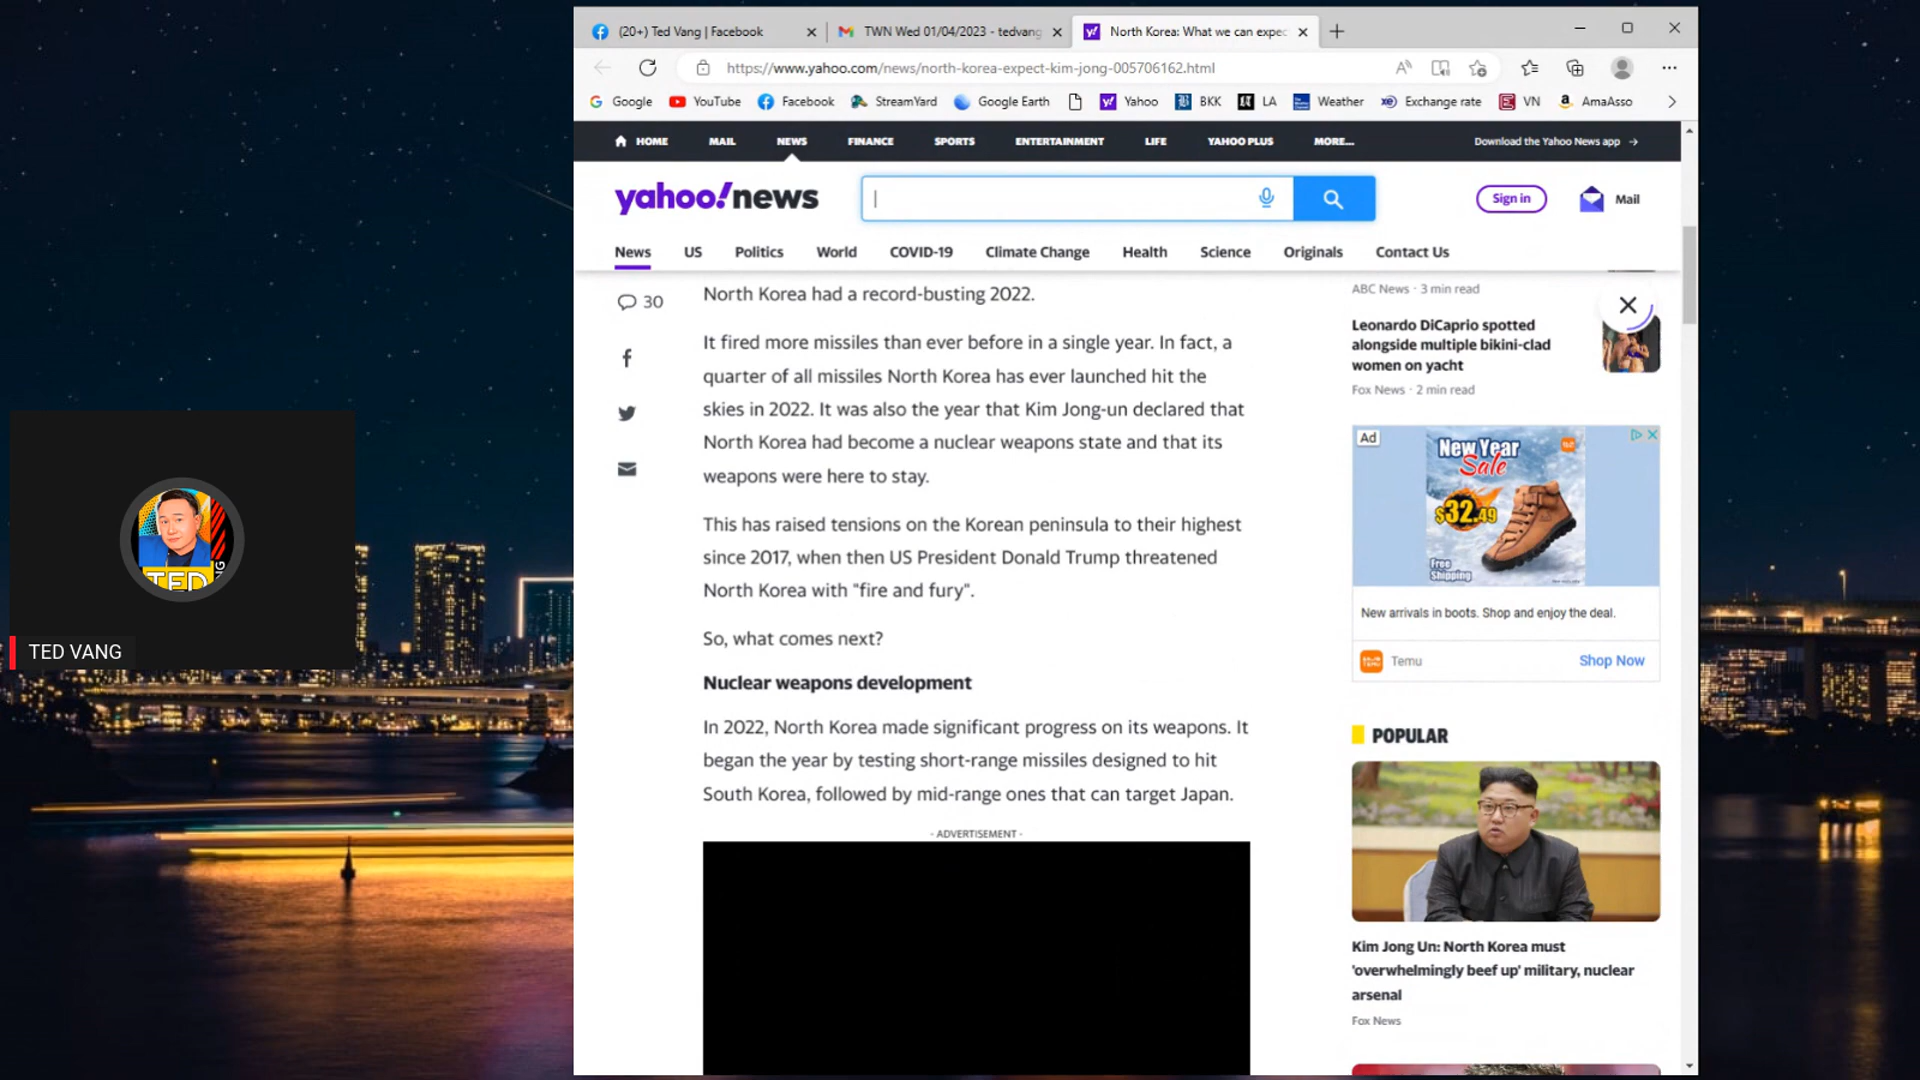 (20+) Ted Vang | Facebook
TWN Wed 01/04/2023 - tedvang
North Korea: What we can expec
https://www.yahoo.com/news/north-korea-expect-kim-jong-005706162.html
Google YouTube Facebook StreamYard Google Earth Yahoo BKK LA Weather Exchange rate VN AmaAsso
HOME MAIL NEWS FINANCE SPORTS ENTERTAINMENT LIFE YAHOO PLUS MORE... Download the Yahoo News app →
yahoo!news
Sign in
Mail
News US Politics World COVID-19 Climate Change Health Science Originals Contact Us
30
North Korea had a record-busting 2022.
It fired more missiles than ever before in a single year. In fact, a
quarter of all missiles North Korea has ever launched hit the
skies in 2022. It was also the year that Kim Jong-un declared that
North Korea had become a nuclear weapons state and that its
weapons were here to stay.
This has raised tensions on the Korean peninsula to their highest
since 2017, when then US President Donald Trump threatened
North Korea with "fire and fury".
So, what comes next?
Nuclear weapons development
In 2022, North Korea made significant progress on its weapons. It
began the year by testing short-range missiles designed to hit
South Korea, followed by mid-range ones that can target Japan.
- ADVERTISEMENT -
ABC News · 3 min read
Leonardo DiCaprio spotted
alongside multiple bikini-clad
women on yacht
Fox News · 2 min read
Ad
New Year
Sale
$32.49
Free
Shipping
New arrivals in boots. Shop and enjoy the deal.
Temu
Shop Now
POPULAR
Kim Jong Un: North Korea must
'overwhelmingly beef up' military, nuclear
arsenal
Fox News
TED
TED VANG